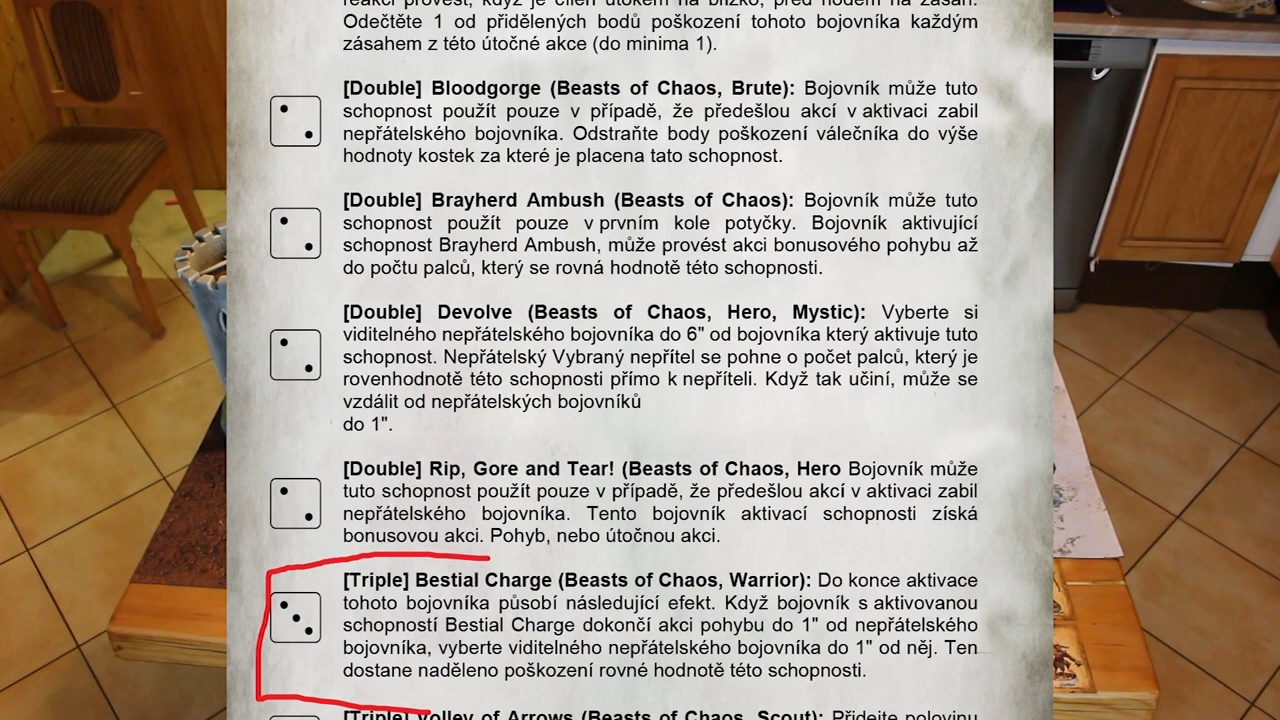 reakci provést, když je cílem útokem na blízko, před hodem na zásah.
Odečtěte 1 od přidělených bodů poškození tohoto bojovníka každým
zásahem z této útočné akce (do minima 1).
[Double] Bloodgorge (Beasts of Chaos, Brute): Bojovník může tuto
schopnost použít pouze v případě, že předešlou akcí v aktivaci zabil
nepřátelského bojovníka. Odstraňte body poškození válečníka do výše
hodnoty kostek za které je placena tato schopnost.
[Double] Brayherd Ambush (Beasts of Chaos): Bojovník může tuto
schopnost použít pouze v prvním kole potyčky. Bojovník aktivující
schopnost Brayherd Ambush, může provést akci bonusového pohybu až
do počtu palců, který se rovná hodnotě této schopnosti.
[Double] Devolve (Beasts of Chaos, Hero, Mystic): Vyberte si
viditelného nepřátelského bojovníka do 6" od bojovníka který aktivuje tuto
schopnost. Nepřátelský Vybraný nepřítel se pohne o počet palců, který je
rovenhodnotě této schopnosti přímo k nepříteli. Když tak učiní, může se
vzdálit od nepřátelských bojovníků
do 1".
[Double] Rip, Gore and Tear! (Beasts of Chaos, Hero Bojovník může
tuto schopnost použít pouze v případě, že předešlou akcí v aktivaci zabil
nepřátelského bojovníka. Tento bojovník aktivací schopnosti získá
bonusovou akci. Pohyb, nebo útočnou akci.
[Triple] Bestial Charge (Beasts of Chaos, Warrior): Do konce aktivace
tohoto bojovníka působí následující efekt. Když bojovník s aktivovanou
schopností Bestial Charge dokončí akci pohybu do 1" od nepřátelského
bojovníka, vyberte viditelného nepřátelského bojovníka do 1" od něj. Ten
dostane naděleno poškození rovné hodnotě této schopnosti.
[Triple] Volley of Arrows (Beasts of Chaos, Scout): Přidejte polovinu